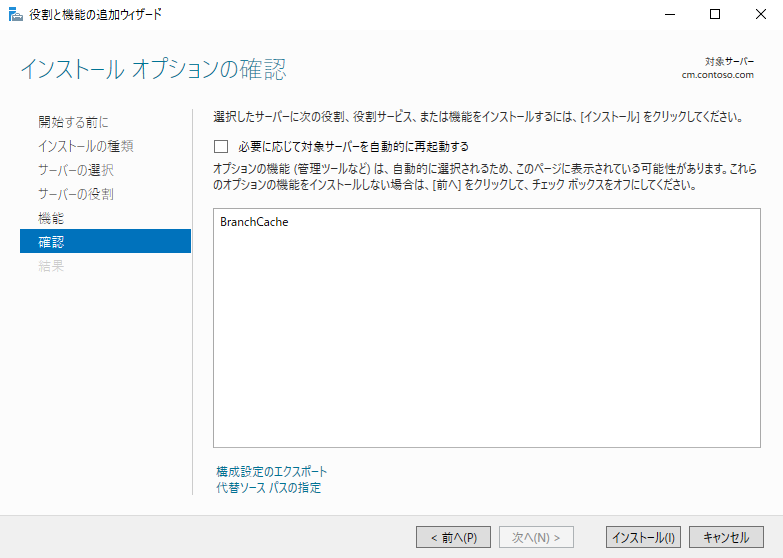 役割と機能の追加ウィザード
インストール オプションの確認
対象サーバー
cm.contoso.com
開始する前に
インストールの種類
サーバーの選択
サーバーの役割
機能
確認
結果
選択したサーバーに次の役割、役割サービス、または機能をインストールするには、[インストール] をクリックしてください。
必要に応じて対象サーバーを自動的に再起動する
オプションの機能 (管理ツールなど) は、自動的に選択されるため、このページに表示されている可能性があります。これら
のオプションの機能をインストールしない場合は、[前へ] をクリックして、チェック ボックスをオフにしてください。
BranchCache
構成設定のエクスポート
代替ソース パスの指定
< 前へ(P)
次へ(N) >
インストール(I)
キャンセル